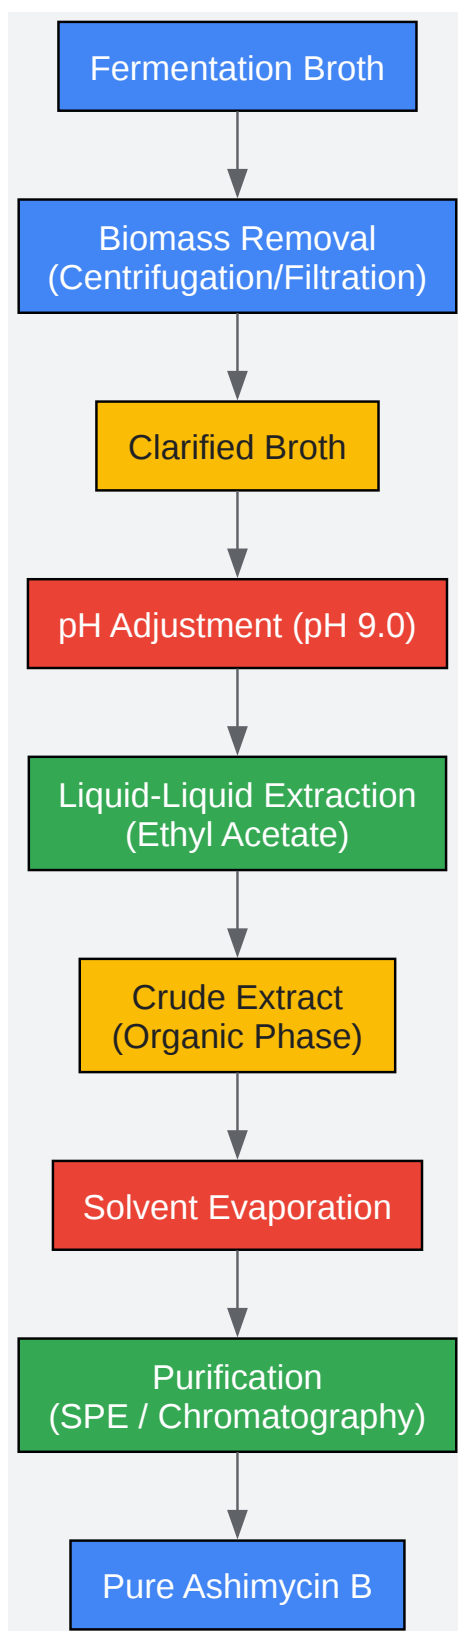 Fermentation Broth
Biomass Removal
(Centrifugation/Filtration)
Clarified Broth
pH Adjustment (pH 9.0)
Liquid-Liquid Extraction
(Ethyl Acetate)
Crude Extract
(Organic Phase)
Solvent Evaporation
Purification
(SPE / Chromatography)
Pure Ashimycin B